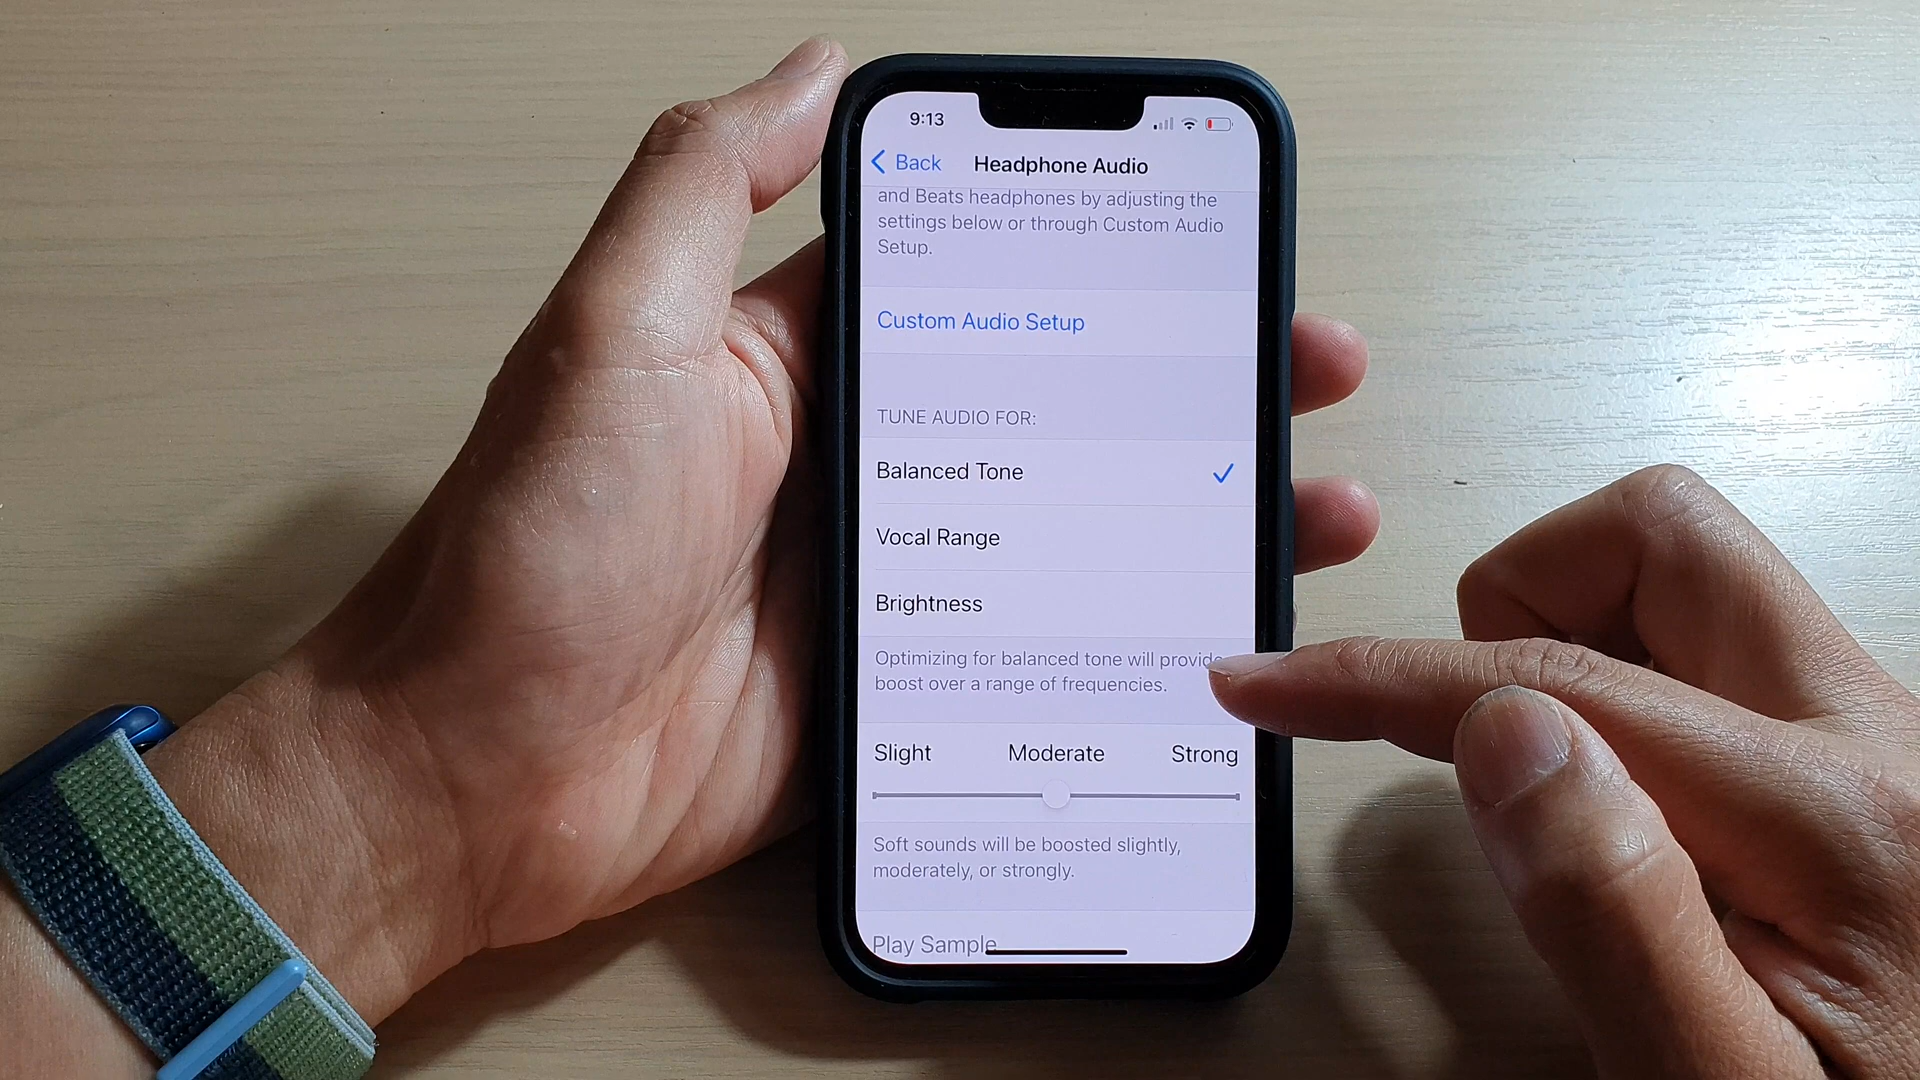 9:13
Back Headphone Audio
and Beats headphones by adjusting the
settings below or through Custom Audio
Setup.
Custom Audio Setup
TUNE AUDIO FOR:
Balanced Tone
Vocal Range
Brightness
Optimizing for balanced tone will provide
boost over a range of frequencies.
Slight Moderate Strong
Soft sounds will be boosted slightly,
moderately, or strongly.
Play Sample